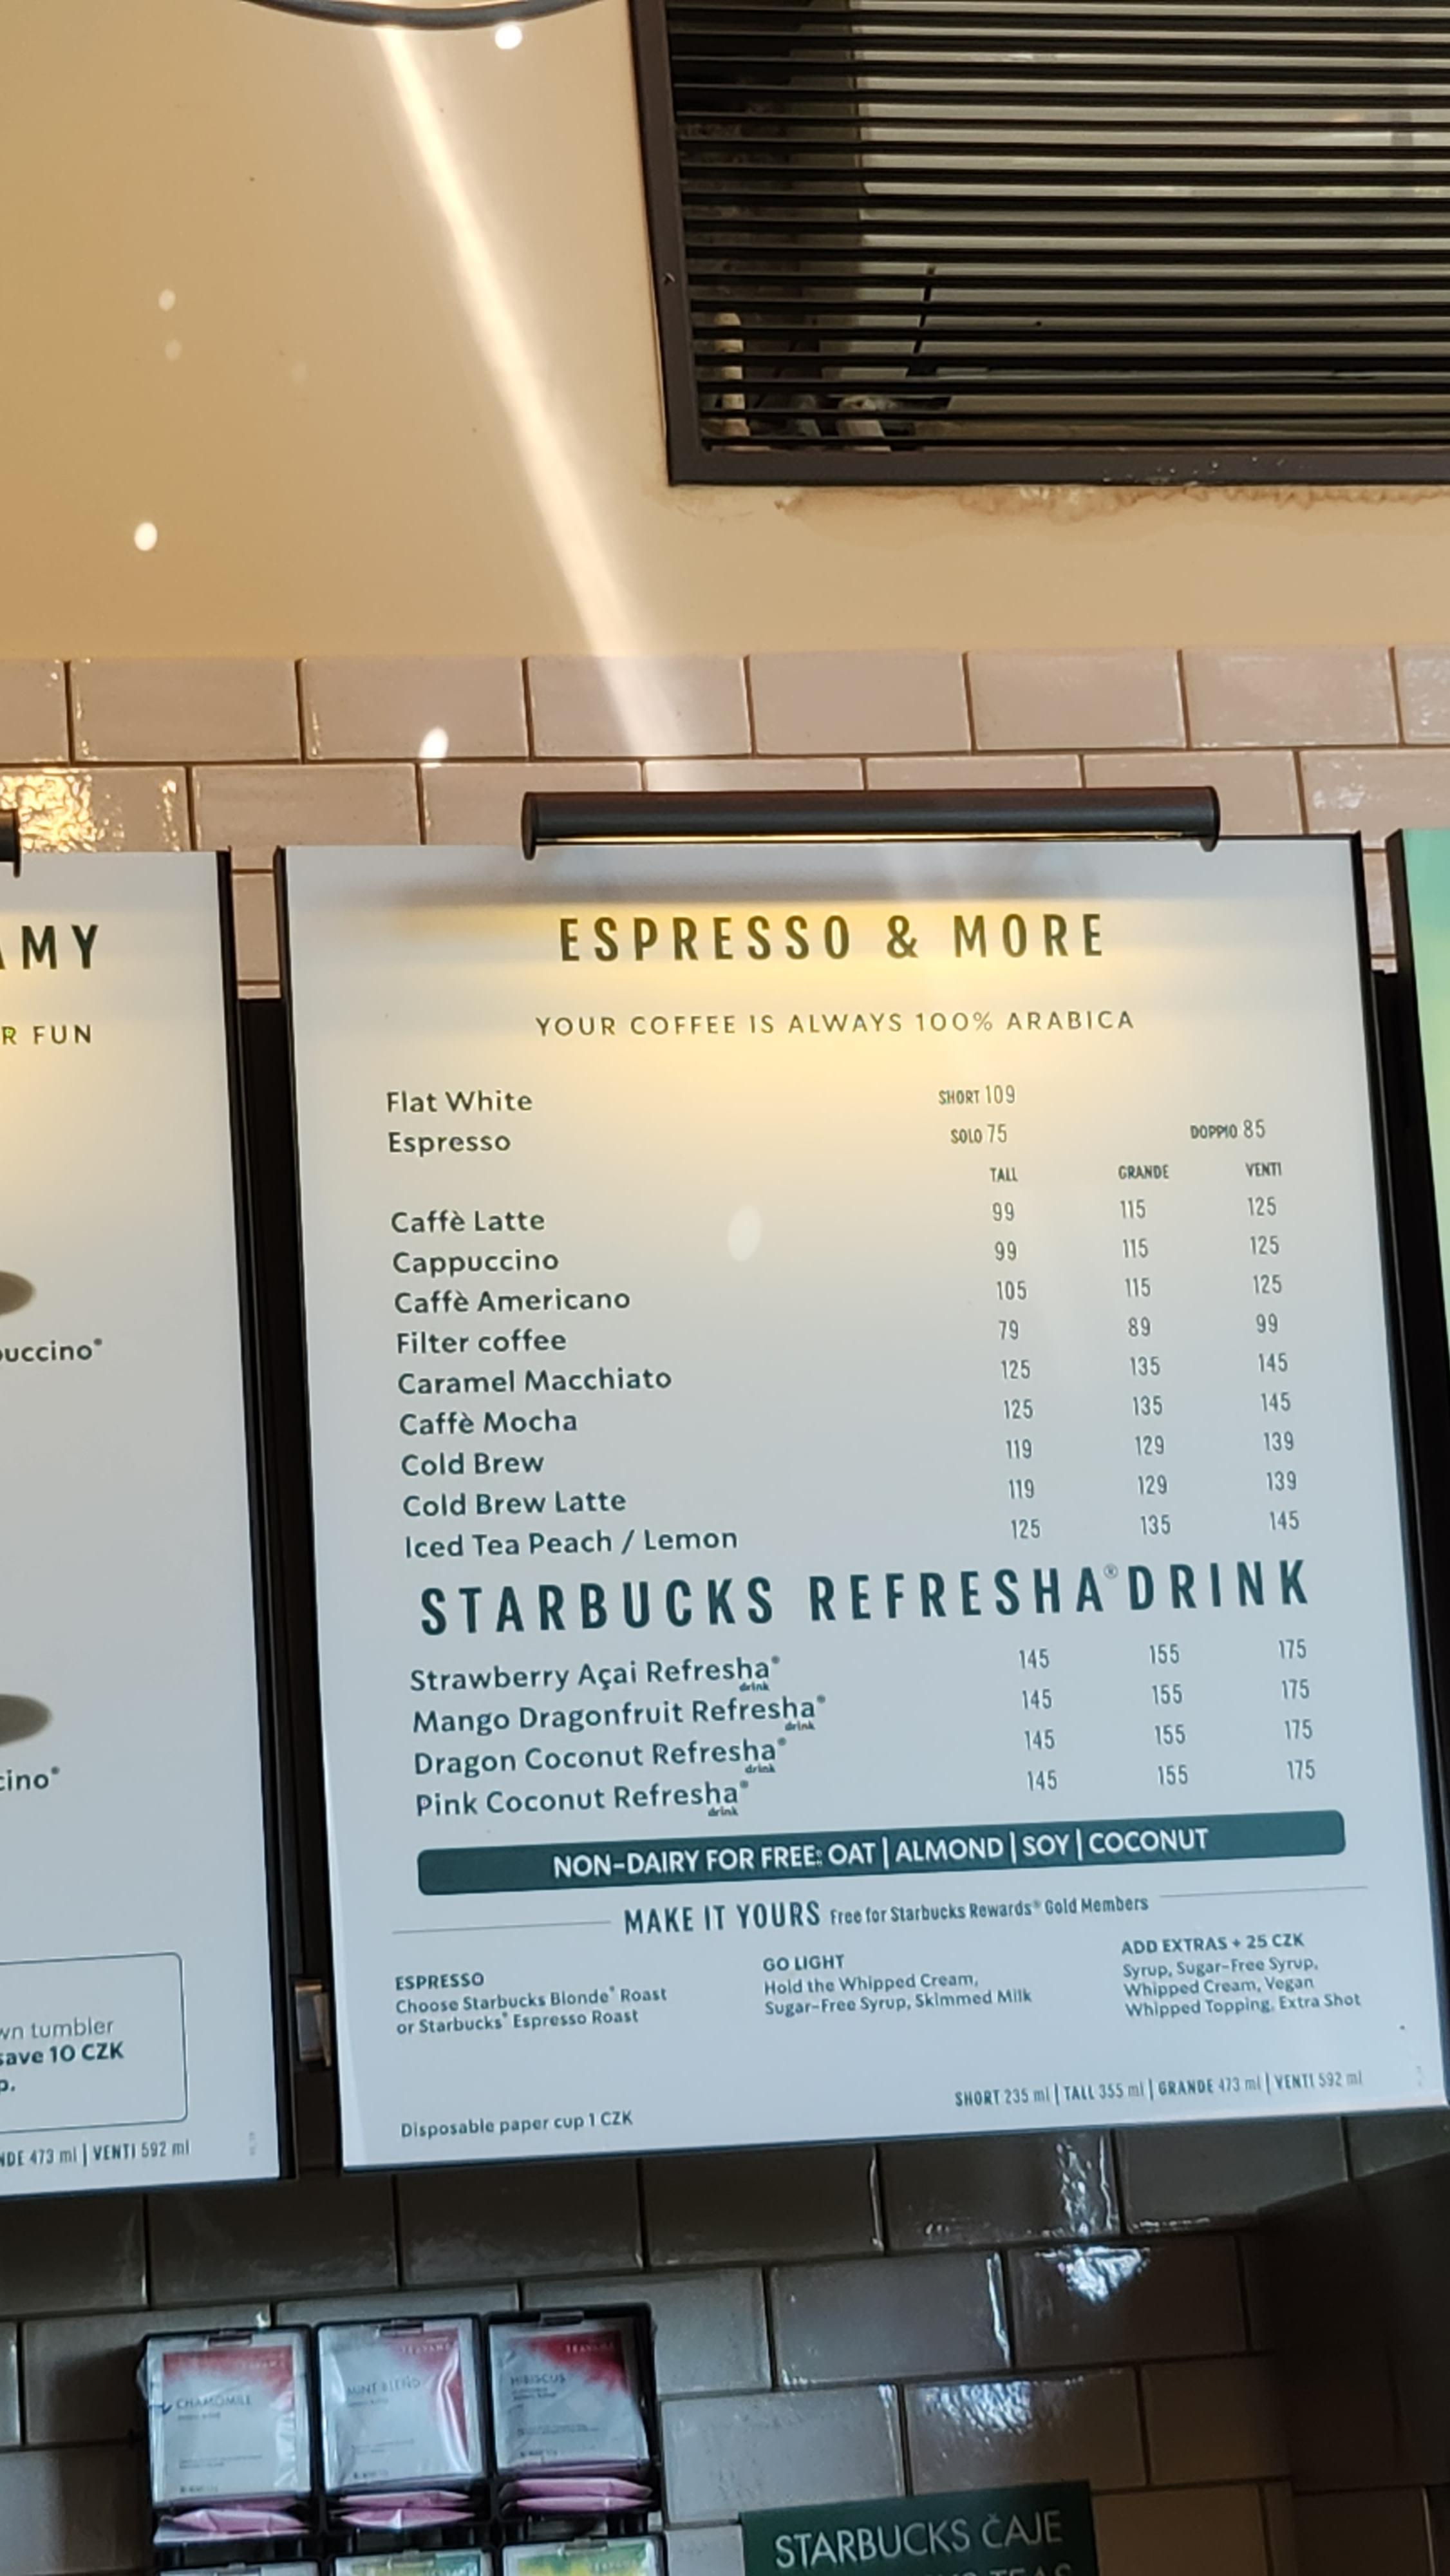 AMY
R FUN
puccino®
cino®
wn tumbler
save 10 CZK
p.
NDE 473 ml | VENTI 592 ml
ESPRESSO & MORE
YOUR COFFEE IS ALWAYS 100% ARABICA
Flat White SHORT 109
Espresso SOLO 75 DOPPIO 85
TALL GRANDE VENTI
Caffè Latte 99 115 125
Cappuccino 99 115 125
Caffè Americano 105 115 125
Filter coffee 79 89 99
Caramel Macchiato 125 135 145
Caffè Mocha 125 135 145
Cold Brew 119 129 139
Cold Brew Latte 119 129 139
Iced Tea Peach / Lemon 125 135 145
STARBUCKS REFRESHA® DRINK
Strawberry Açai Refresha® drink 145 155 175
Mango Dragonfruit Refresha® drink 145 155 175
Dragon Coconut Refresha® drink 145 155 175
Pink Coconut Refresha® drink 145 155 175
NON-DAIRY FOR FREE: OAT | ALMOND | SOY | COCONUT
MAKE IT YOURS Free for Starbucks Rewards® Gold Members
ESPRESSO
Choose Starbucks Blonde® Roast
or Starbucks® Espresso Roast
GO LIGHT
Hold the Whipped Cream,
Sugar-Free Syrup, Skimmed Milk
ADD EXTRAS + 25 CZK
Syrup, Sugar-Free Syrup,
Whipped Cream, Vegan
Whipped Topping, Extra Shot
Disposable paper cup 1 CZK
SHORT 235 ml | TALL 355 ml | GRANDE 473 ml | VENTI 592 ml
CHAMOMILE
MINT BLEND
HIBISCUS
STARBUCKS ČAJE
TEAS